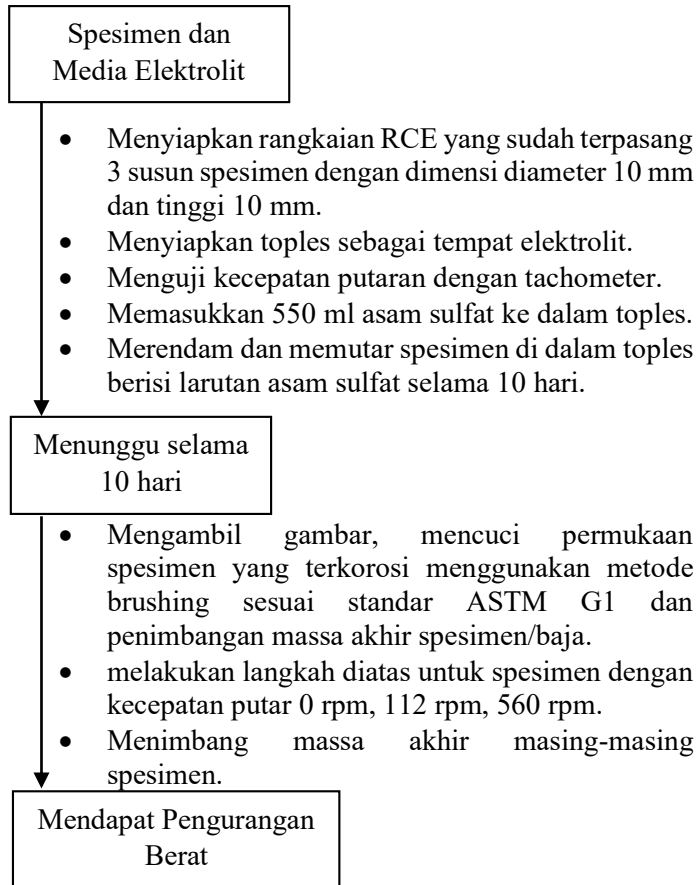 Spesimen dan
Media Elektrolit
• Menyiapkan rangkaian RCE yang sudah terpasang
3 susun spesimen dengan dimensi diameter 10 mm
dan tinggi 10 mm.
• Menyiapkan toples sebagai tempat elektrolit.
• Menguji kecepatan putaran dengan tachometer.
• Memasukkan 550 ml asam sulfat ke dalam toples.
• Merendam dan memutar spesimen di dalam toples
berisi larutan asam sulfat selama 10 hari.
Menunggu selama
10 hari
• Mengambil gambar, mencuci permukaan
spesimen yang terkorosi menggunakan metode
brushing sesuai standar ASTM G1 dan
penimbangan massa akhir spesimen/baja.
• melakukan langkah diatas untuk spesimen dengan
kecepatan putar 0 rpm, 112 rpm, 560 rpm.
• Menimbang massa akhir masing-masing
spesimen.
Mendapat Pengurangan
Berat